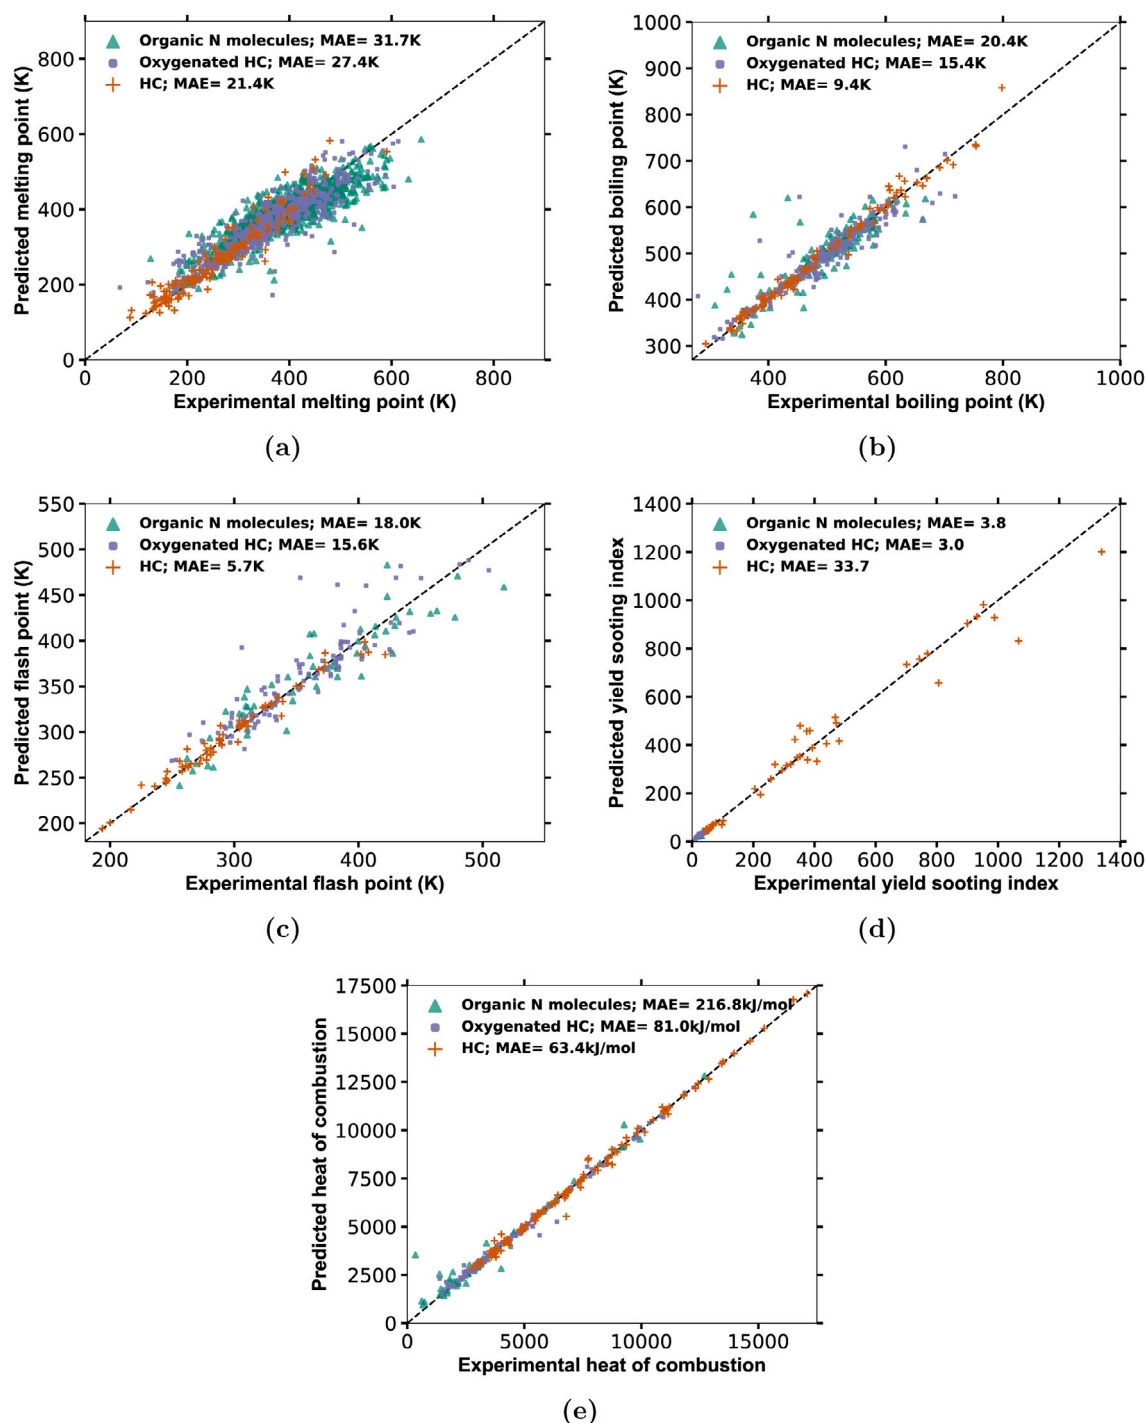 Organic N molecules; MAE= 31.7K
Oxygenated HC; MAE= 27.4K
HC; MAE= 21.4K
800
600
400
200
0
0 200 400 600 800
Predicted melting point (K)
Experimental melting point (K)
(a)
Organic N molecules; MAE= 20.4K
Oxygenated HC; MAE= 15.4K
HC; MAE= 9.4K
1000
900
800
700
600
500
400
300
400 600 800 1000
Predicted boiling point (K)
Experimental boiling point (K)
(b)
Organic N molecules; MAE= 18.0K
Oxygenated HC; MAE= 15.6K
HC; MAE= 5.7K
550
500
450
400
350
300
250
200
200 300 400 500
Predicted flash point (K)
Experimental flash point (K)
(c)
Organic N molecules; MAE= 3.8
Oxygenated HC; MAE= 3.0
HC; MAE= 33.7
1400
1200
1000
800
600
400
200
0
0 200 400 600 800 1000 1200 1400
Predicted yield sooting index
Experimental yield sooting index
(d)
Organic N molecules; MAE= 216.8kJ/mol
Oxygenated HC; MAE= 81.0kJ/mol
HC; MAE= 63.4kJ/mol
17500
15000
12500
10000
7500
5000
2500
0
0 5000 10000 15000
Predicted heat of combustion
Experimental heat of combustion
(e)